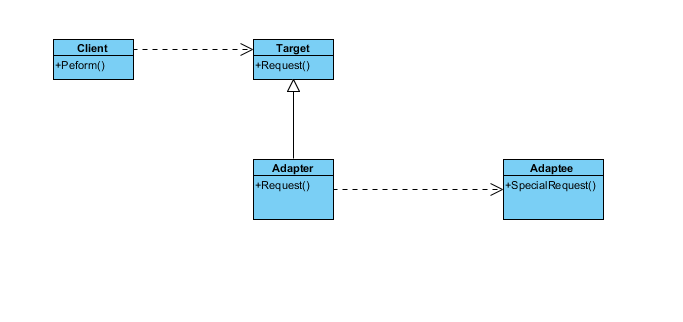 Client
+Peform()
Target
+Request()
Adapter
+Request()
Adaptee
+SpecialRequest()